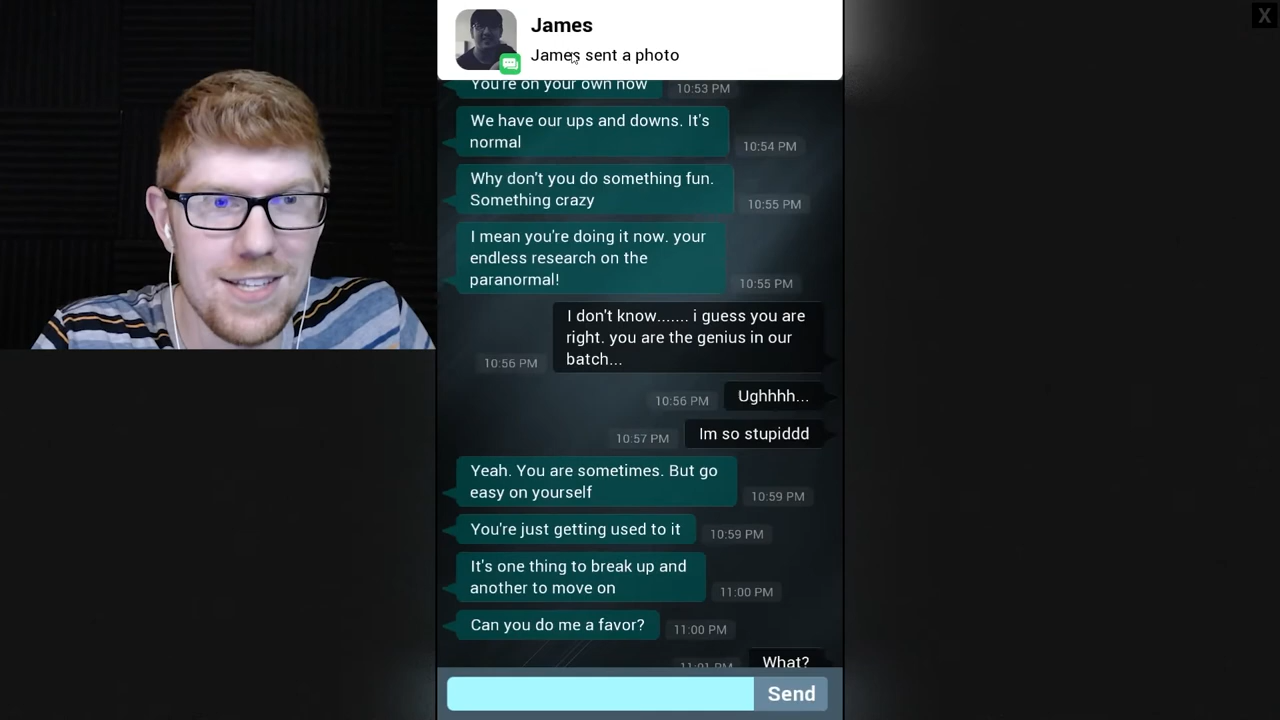 X
James
James sent a photo
You're on your own now
10:53 PM
We have our ups and downs. It's
normal
10:54 PM
Why don't you do something fun.
Something crazy
10:55 PM
I mean you're doing it now. your
endless research on the
paranormal!
10:55 PM
I don't know....... i guess you are
right. you are the genius in our
batch...
10:56 PM
Ughhhh...
10:56 PM
Im so stupiddd
10:57 PM
Yeah. You are sometimes. But go
easy on yourself
10:59 PM
You're just getting used to it
10:59 PM
It's one thing to break up and
another to move on
11:00 PM
Can you do me a favor?
11:00 PM
What?
11:01 PM
Send